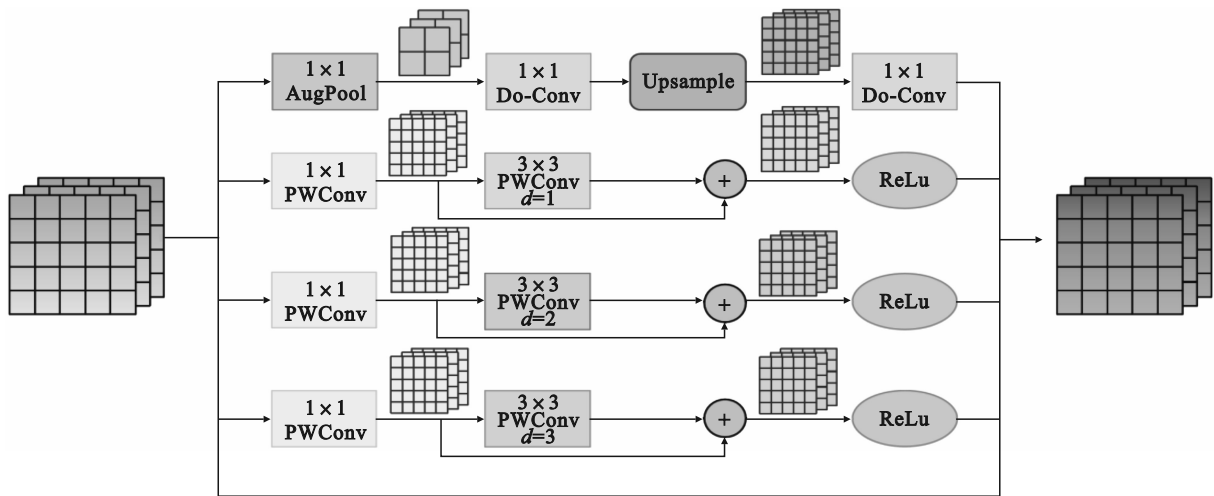 1×1
AugPool
1×1
Do-Conv
Upsample
1×1
Do-Conv
1×1
PWConv
3×3
PWConv
d=1
+
ReLu
1×1
PWConv
3×3
PWConv
d=2
+
ReLu
1×1
PWConv
3×3
PWConv
d=3
+
ReLu